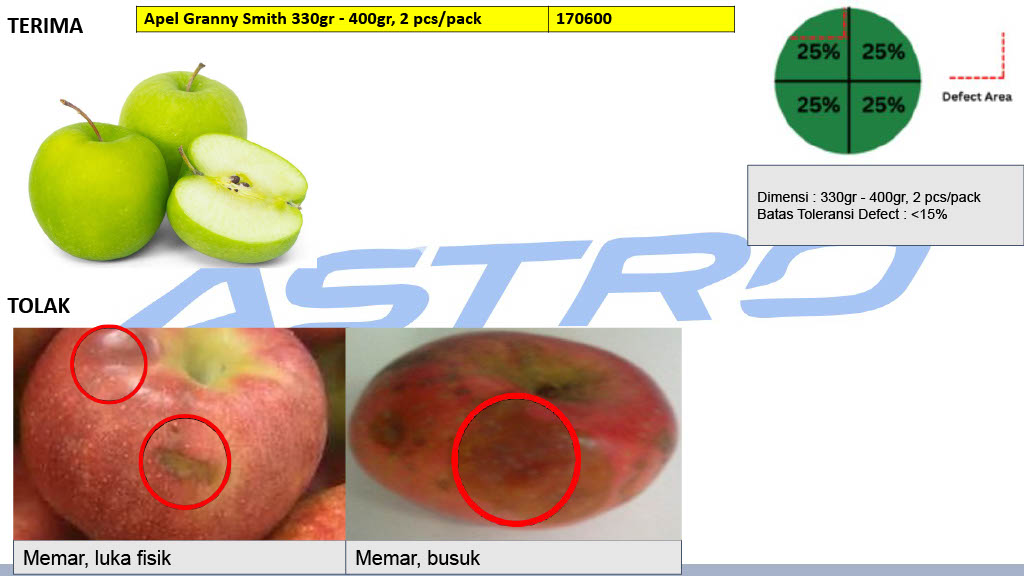 TERIMA
Apel Granny Smith 330gr - 400gr, 2 pcs/pack 170600
25% 25%
25% 25%
Defect Area
Dimensi : 330gr - 400gr, 2 pcs/pack
Batas Toleransi Defect : <15%
ASTRO
TOLAK
Memar, luka fisik
Memar, busuk